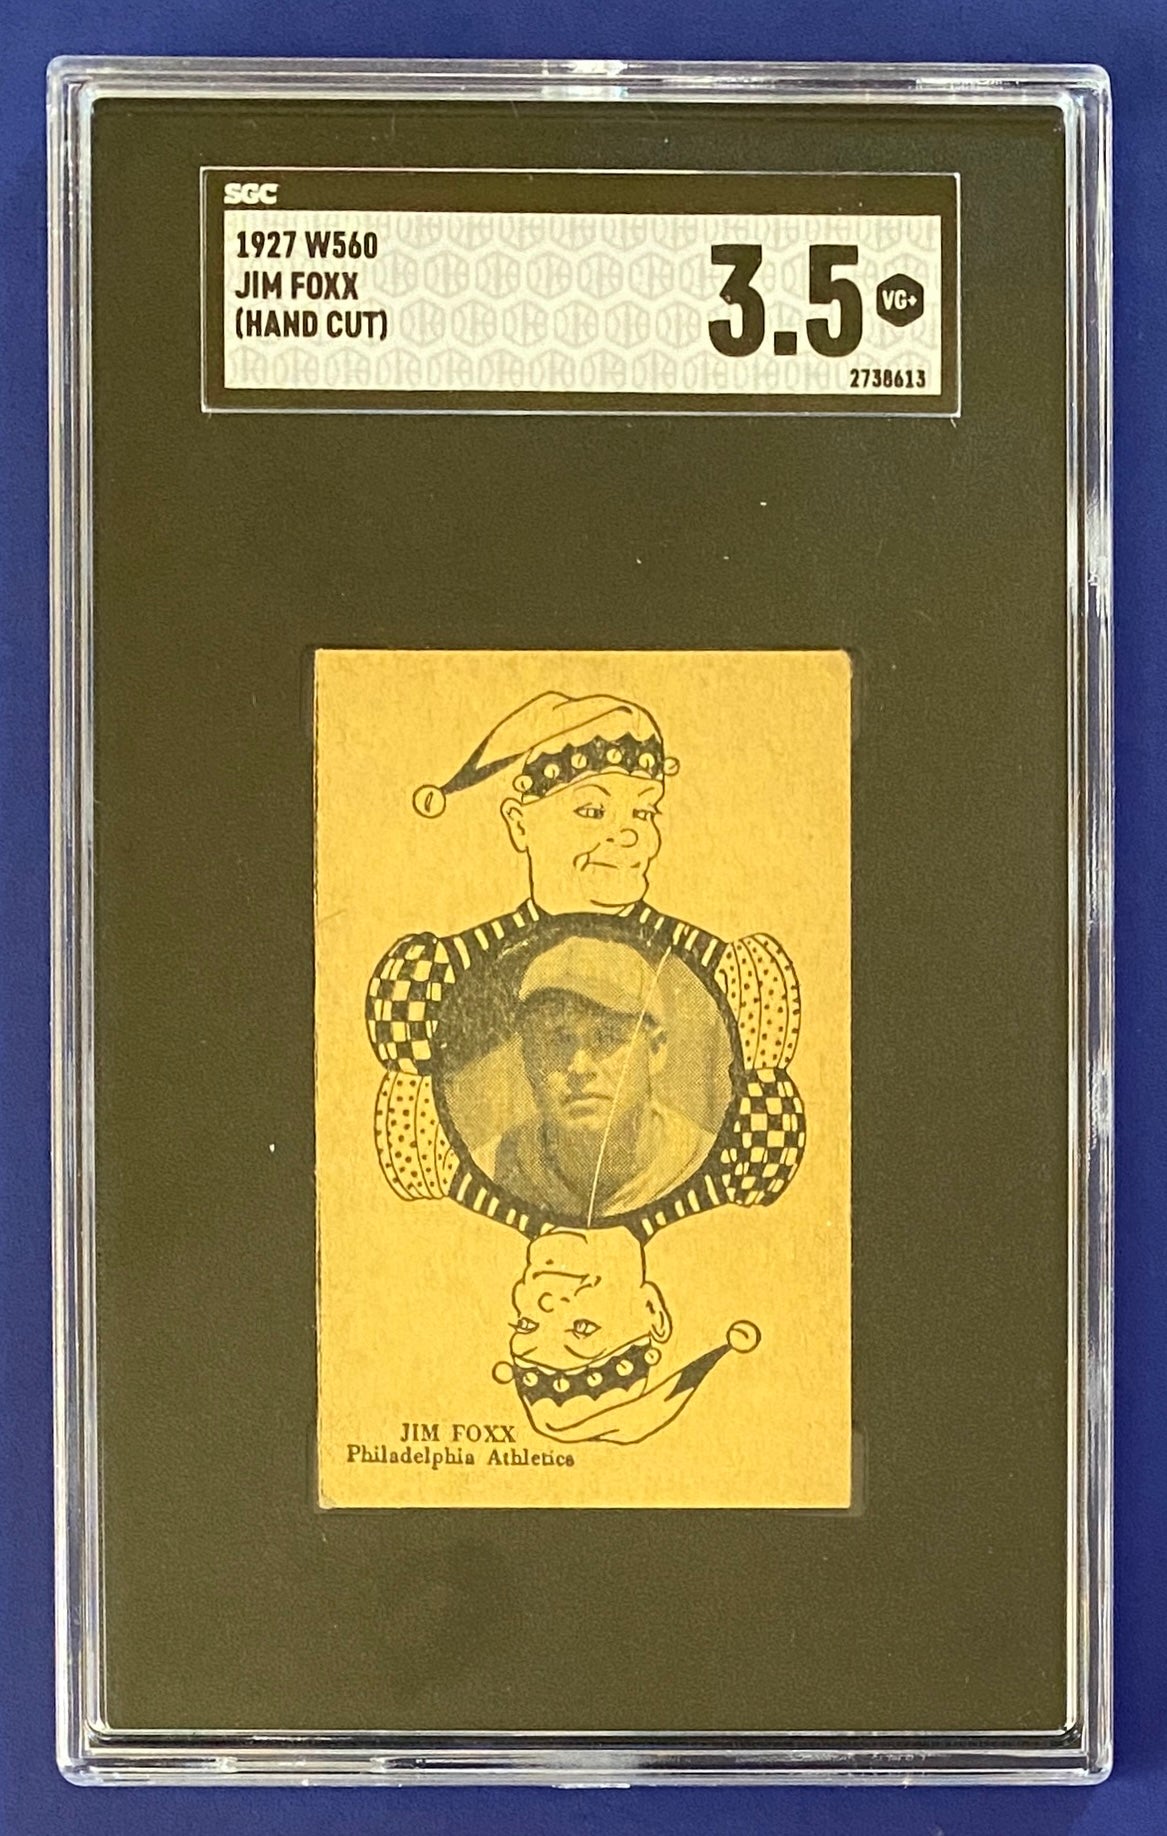 SGC
1927 W560
JIM FOXX
(HAND CUT)
3.5
VG+
2738613
JIM FOXX
Philadelphia Athletics